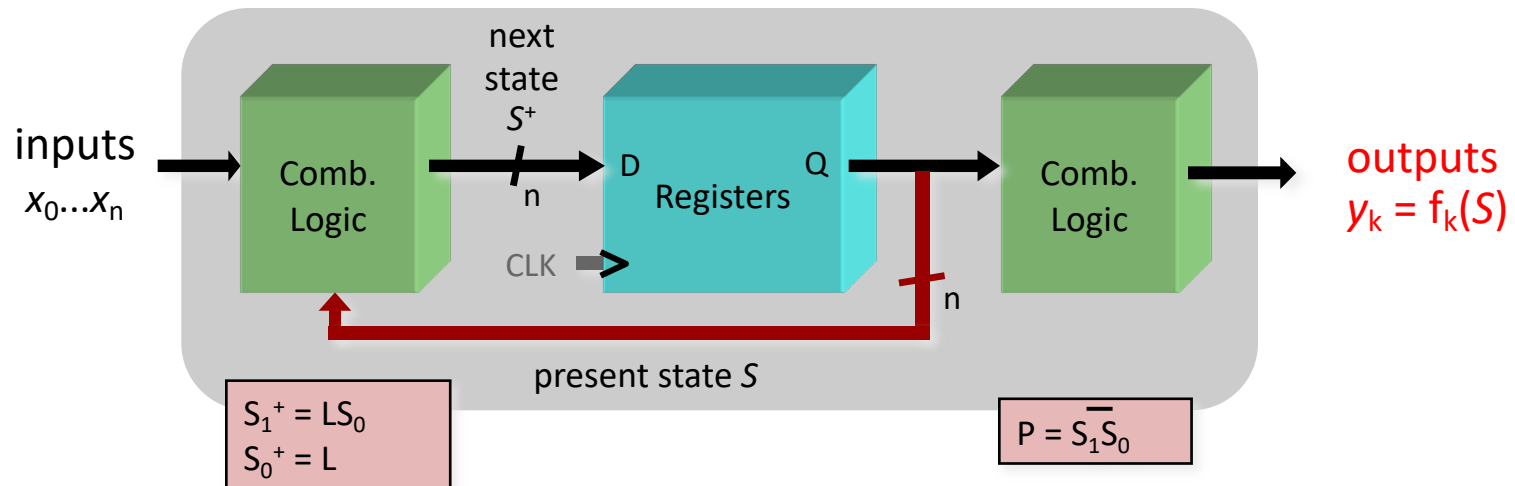 next
state
S⁺
inputs
x₀...xₙ
Comb.
Logic
n
D
Q
Registers
CLK
n
Comb.
Logic
outputs
yₖ = fₖ(S)
present state S
S₁⁺ = LS₀
S₀⁺ = L
P = S̅₁S₀